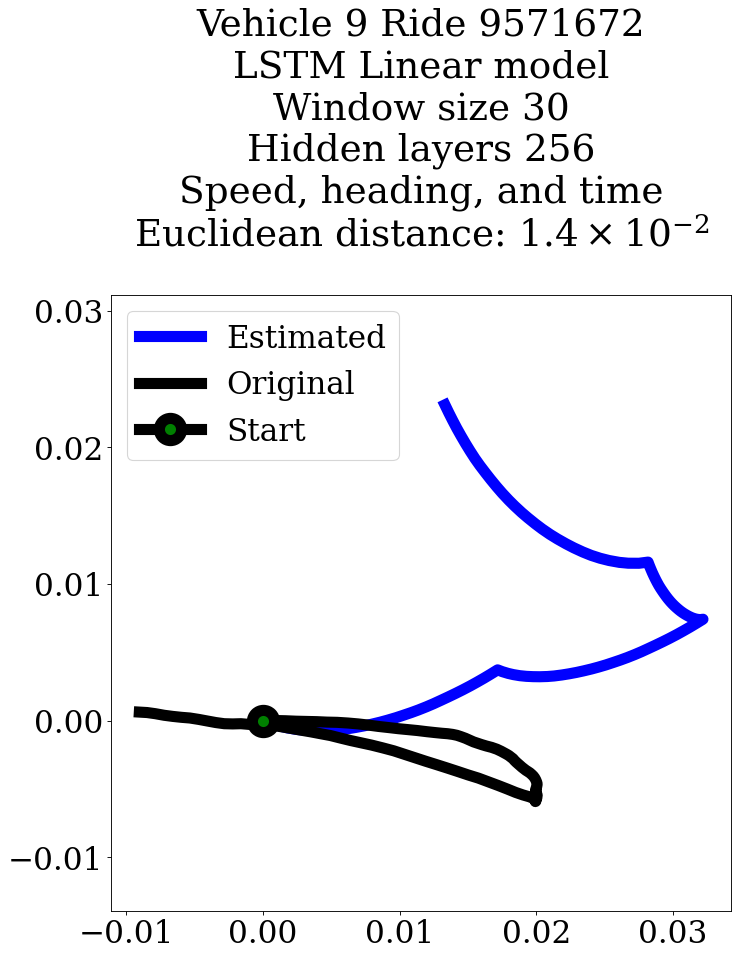 Vehicle 9 Ride 9571672
LSTM Linear model
Window size 30
Hidden layers 256
Speed, heading, and time
Euclidean distance: 1.4 × 10⁻²
Estimated
Original
Start
0.03
0.02
0.01
0.00
−0.01
−0.01 0.00 0.01 0.02 0.03